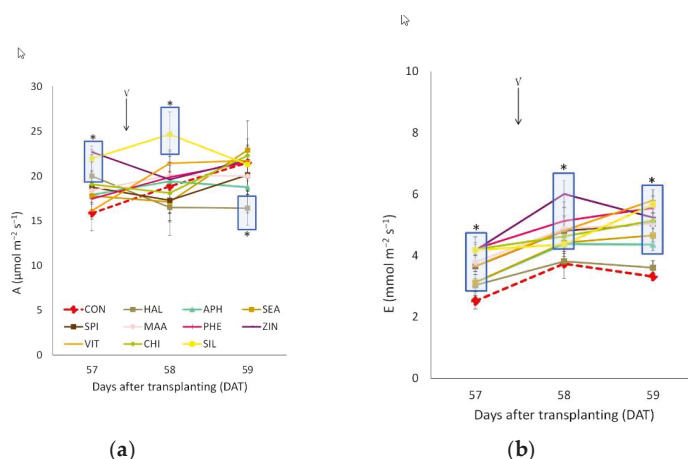 10
30
V
V
*
25
*
8
A (μmol m⁻² s⁻¹)
20
*
*
E (mmol m⁻² s⁻¹)
6
*
15
*
4
10
CON HAL APH SEA
SPI MAA PHE ZIN
2
5
VIT CHI SIL
0
0
57 58 59
57 58 59
Days after transplanting (DAT)
Days after transplanting (DAT)
(a)
(b)